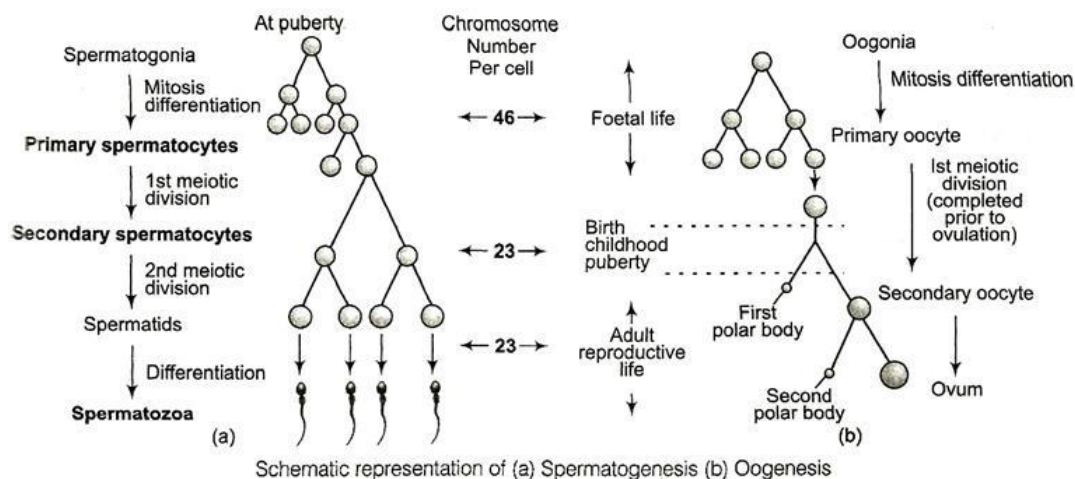 At puberty
Spermatogonia
Mitosis
differentiation
Primary spermatocytes
1st meiotic
division
Secondary spermatocytes
2nd meiotic
division
Spermatids
Differentiation
Spermatozoa
(a)
Chromosome
Number
Per cell
46
23
23
Foetal life
Birth
childhood
puberty
Adult
reproductive
life
Oogonia
Mitosis differentiation
Primary oocyte
Ist meiotic
division
(completed
prior to
ovulation)
Secondary oocyte
First
polar body
Second
polar body
Ovum
(b)
Schematic representation of (a) Spermatogenesis (b) Oogenesis